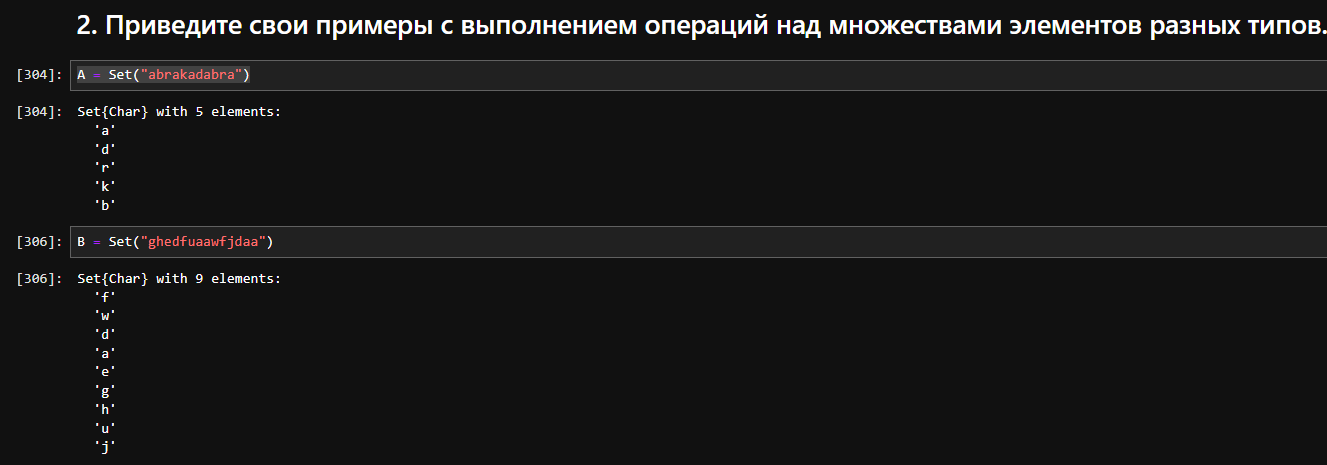 2. Приведите свои примеры с выполнением операций над множествами элементов разных типов.
[304]: A = Set("abrakadabra")
[304]: Set{Char} with 5 elements:
'a'
'd'
'r'
'k'
'b'
[306]: B = Set("ghedfuaawfjdaa")
[306]: Set{Char} with 9 elements:
'f'
'w'
'd'
'a'
'e'
'g'
'h'
'u'
'j'